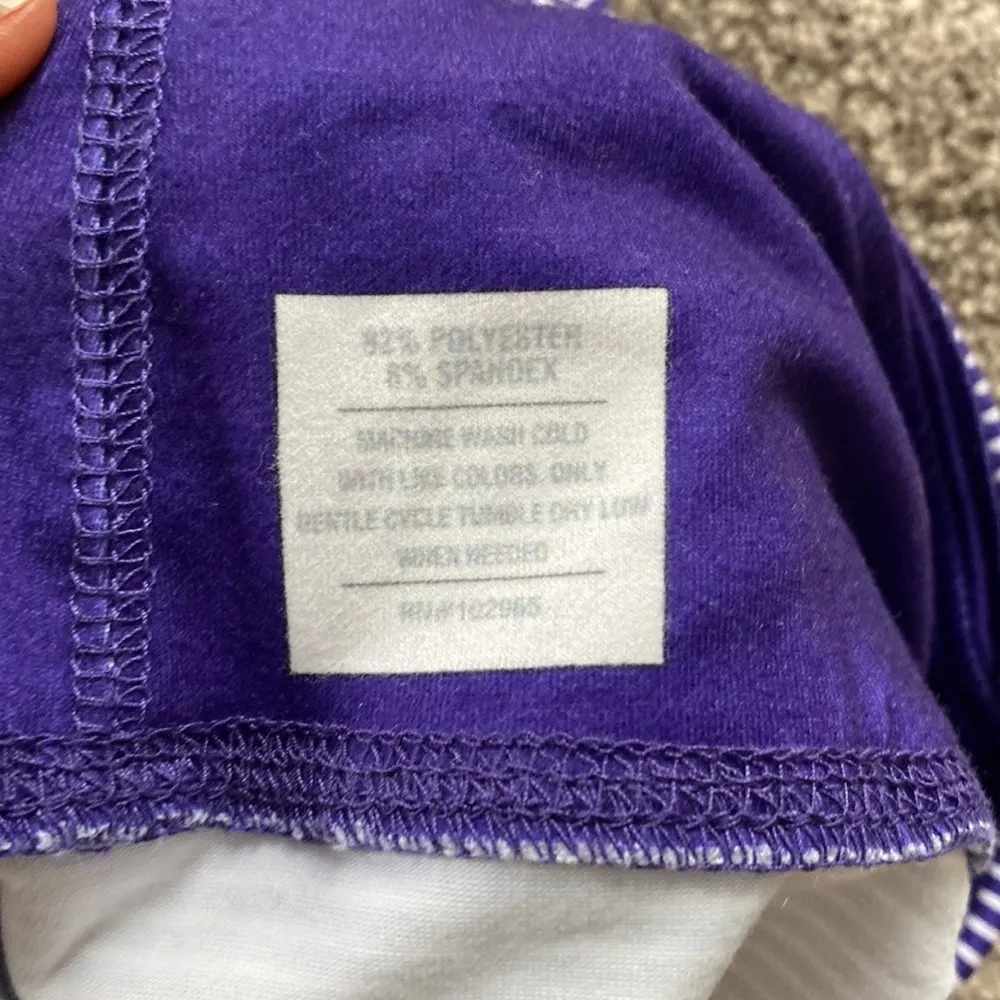 92% POLYESTER
8% SPANDEX
MACHINE WASH COLD
WITH LIKE COLORS. ONLY
GENTLE CYCLE TUMBLE DRY LOW
WHEN NEEDED
RN#102965